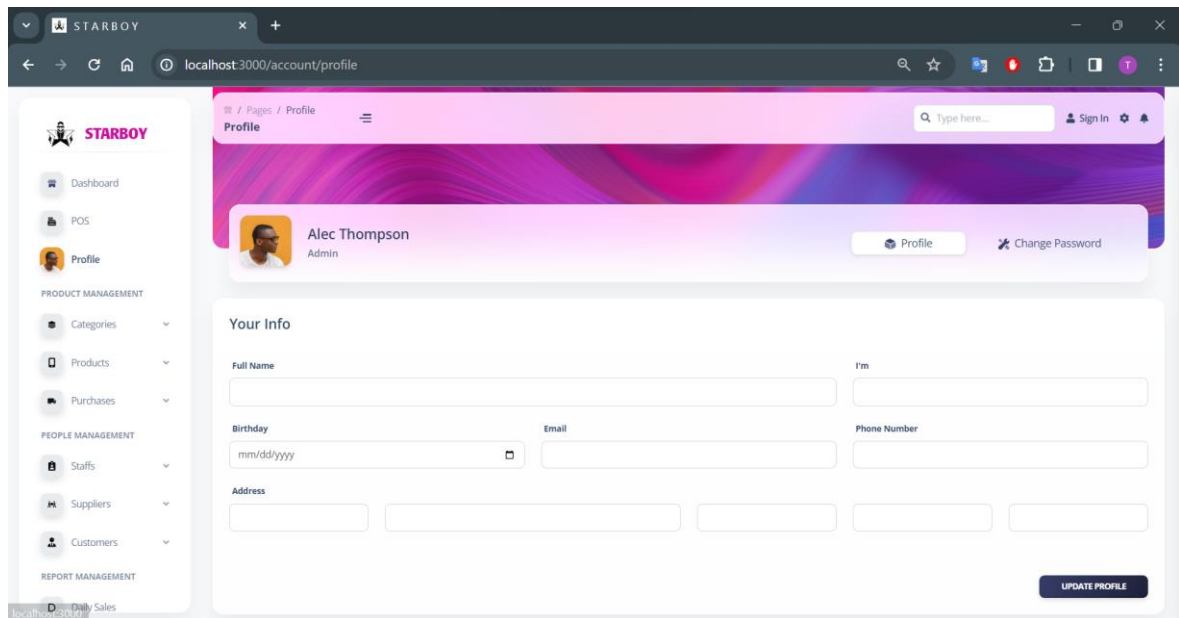 STARBOY
localhost:3000/account/profile
T
STARBOY
Dashboard
POS
Profile
PRODUCT MANAGEMENT
Categories
Products
Purchases
PEOPLE MANAGEMENT
Staffs
Suppliers
Customers
REPORT MANAGEMENT
D Daily Sales
localhost:3000
/ Pages / Profile
Profile
Type here...
Sign In
Alec Thompson
Admin
Profile
Change Password
Your Info
Full Name
I'm
Birthday
Email
Phone Number
mm/dd/yyyy
Address
UPDATE PROFILE